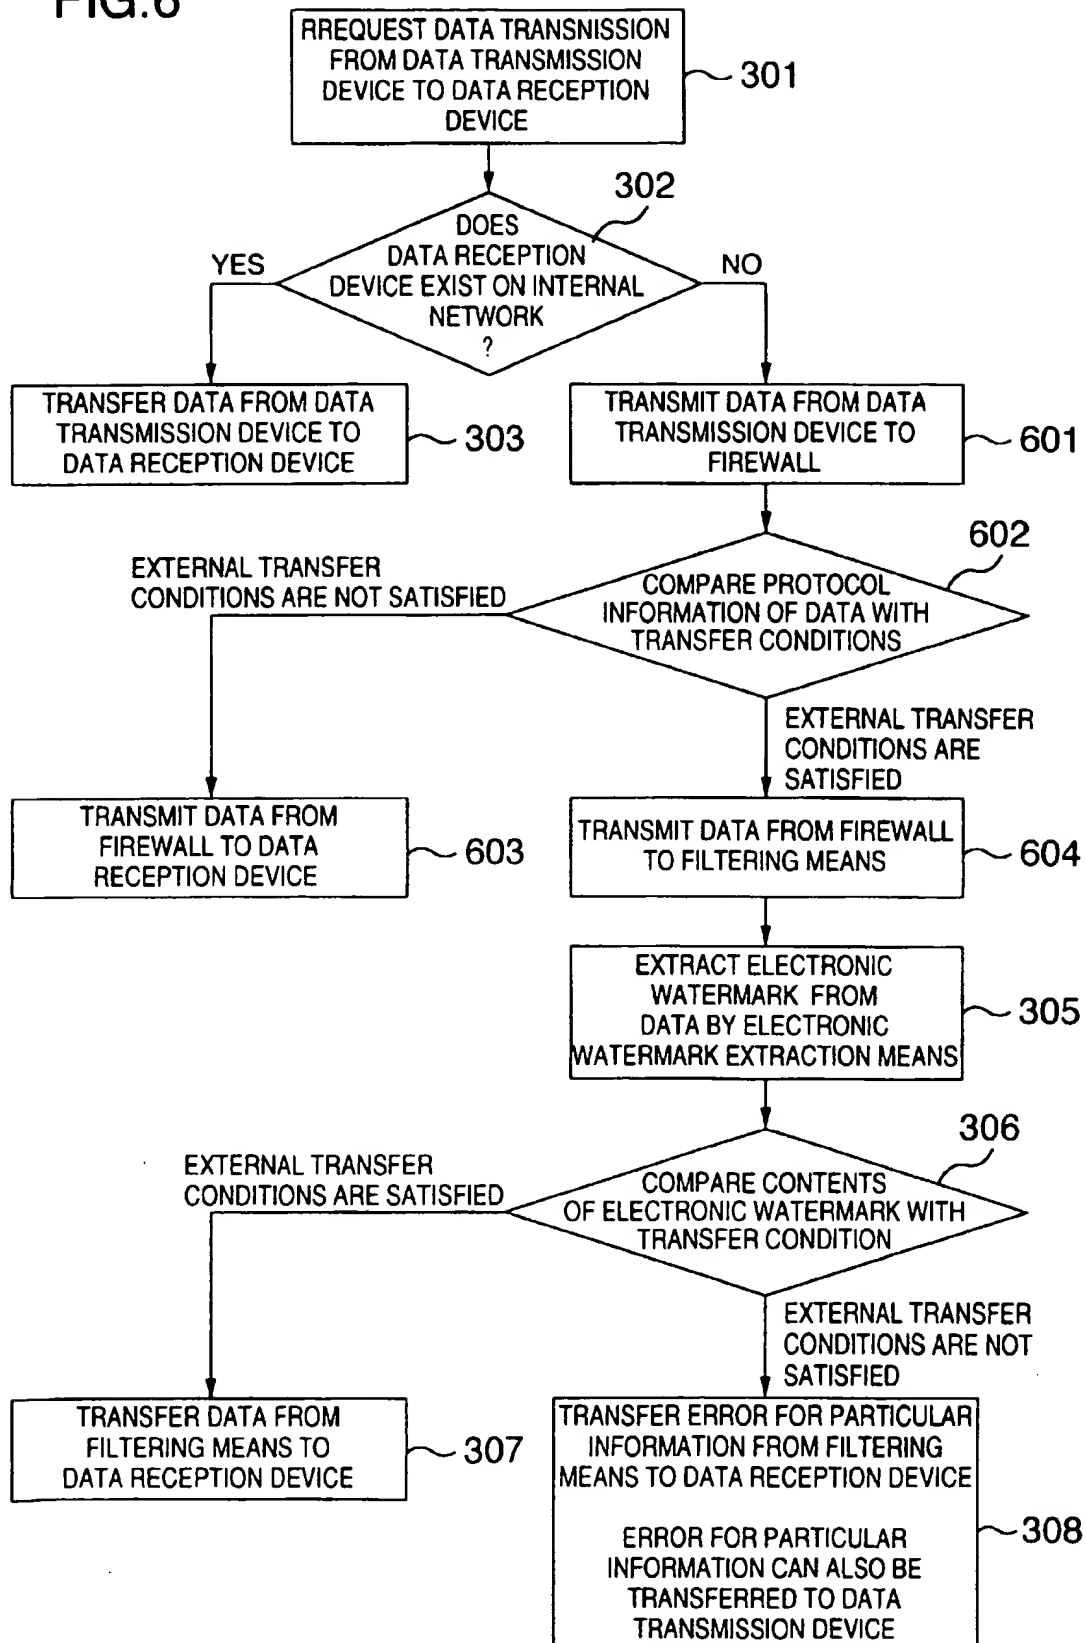 FIG.6
RREQUEST DATA TRANSNISSION
FROM DATA TRANSMISSION
DEVICE TO DATA RECEPTION
DEVICE
301
302
DOES
DATA RECEPTION
DEVICE EXIST ON INTERNAL
NETWORK
?
YES
NO
TRANSFER DATA FROM DATA
TRANSMISSION DEVICE TO
DATA RECEPTION DEVICE
303
TRANSMIT DATA FROM DATA
TRANSMISSION DEVICE TO
FIREWALL
601
602
COMPARE PROTOCOL
INFORMATION OF DATA WITH
TRANSFER CONDITIONS
EXTERNAL TRANSFER
CONDITIONS ARE NOT SATISFIED
EXTERNAL TRANSFER
CONDITIONS ARE
SATISFIED
TRANSMIT DATA FROM
FIREWALL TO DATA
RECEPTION DEVICE
603
TRANSMIT DATA FROM FIREWALL
TO FILTERING MEANS
604
EXTRACT ELECTRONIC
WATERMARK FROM
DATA BY ELECTRONIC
WATERMARK EXTRACTION MEANS
305
306
COMPARE CONTENTS
OF ELECTRONIC WATERMARK WITH
TRANSFER CONDITION
EXTERNAL TRANSFER
CONDITIONS ARE SATISFIED
EXTERNAL TRANSFER
CONDITIONS ARE NOT
SATISFIED
TRANSFER DATA FROM
FILTERING MEANS TO
DATA RECEPTION DEVICE
307
TRANSFER ERROR FOR PARTICULAR
INFORMATION FROM FILTERING
MEANS TO DATA RECEPTION DEVICE
ERROR FOR PARTICULAR
INFORMATION CAN ALSO BE
TRANSFERRED TO DATA
TRANSMISSION DEVICE
308